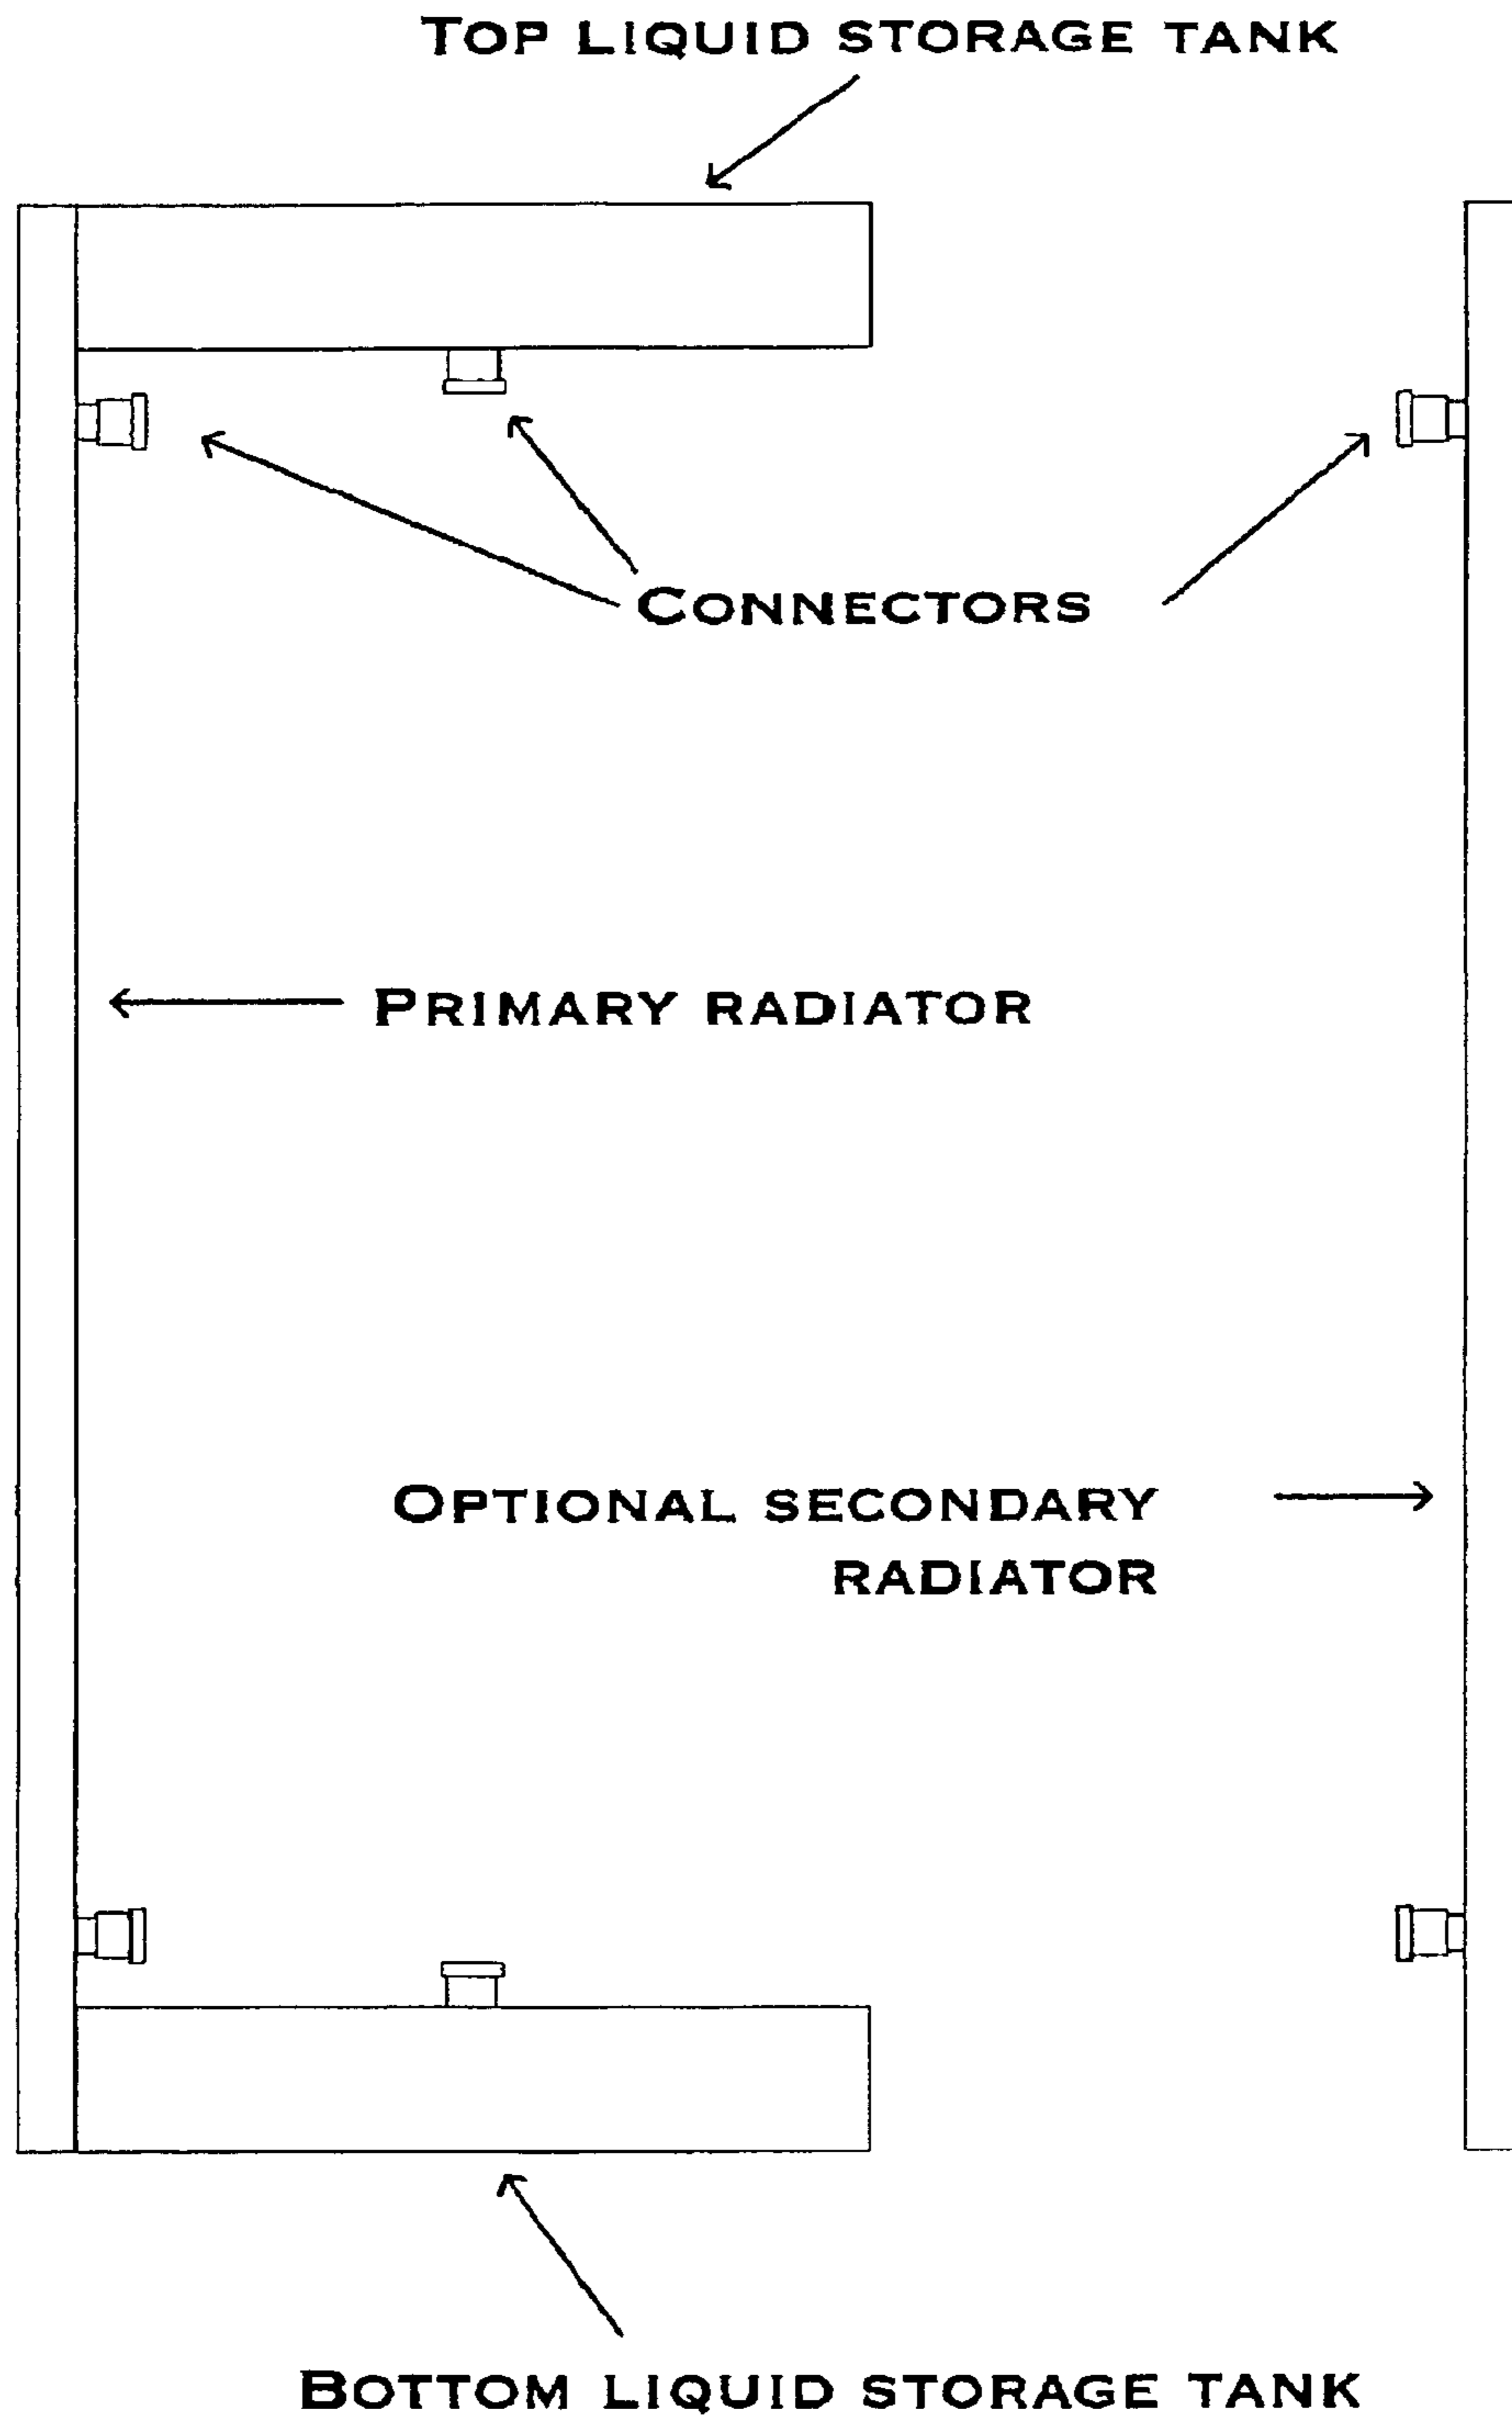 TOP LIQUID STORAGE TANK
CONNECTORS
PRIMARY RADIATOR
OPTIONAL SECONDARY
RADIATOR
BOTTOM LIQUID STORAGE TANK